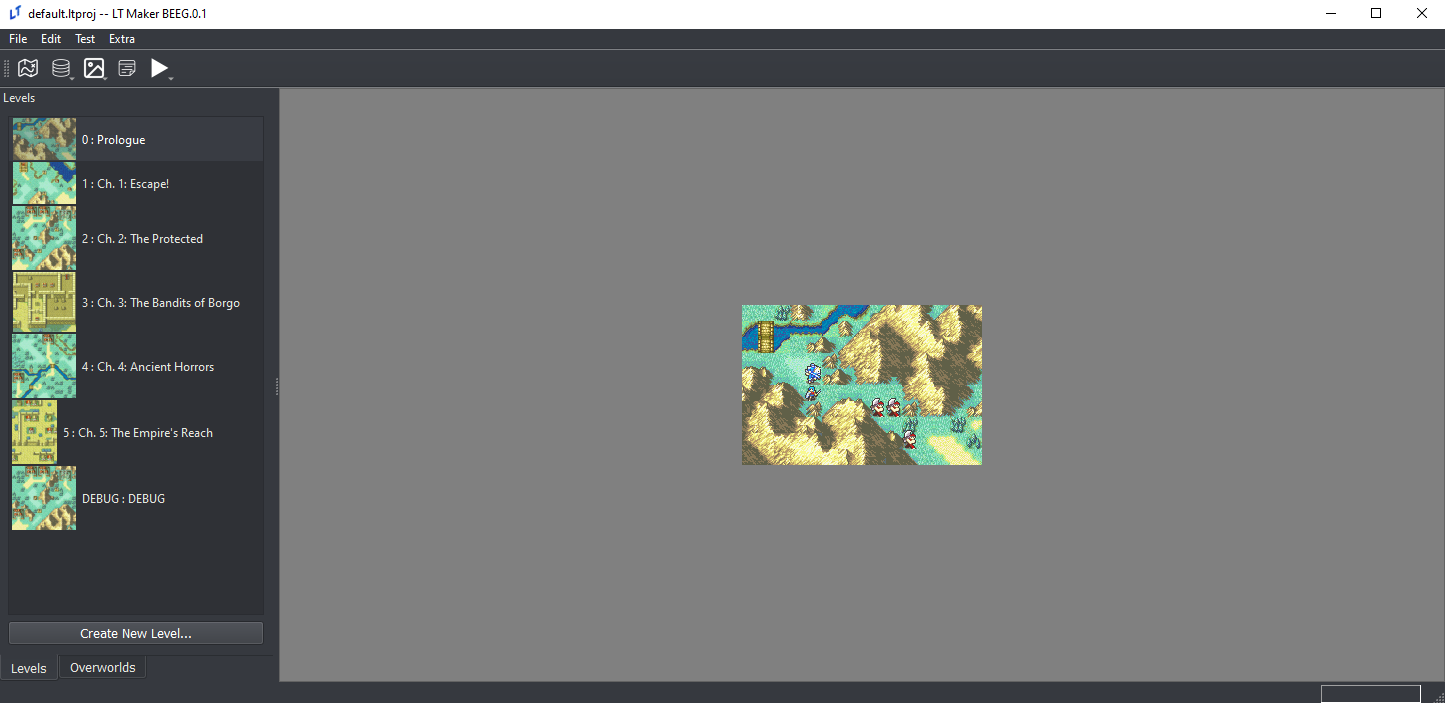 LT default.ltproj -- LT Maker BEEG.0.1
File Edit Test Extra
Levels
0 : Prologue
1 : Ch. 1: Escape!
2 : Ch. 2: The Protected
3 : Ch. 3: The Bandits of Borgo
4 : Ch. 4: Ancient Horrors
5 : Ch. 5: The Empire's Reach
DEBUG : DEBUG
Create New Level...
Levels Overworlds